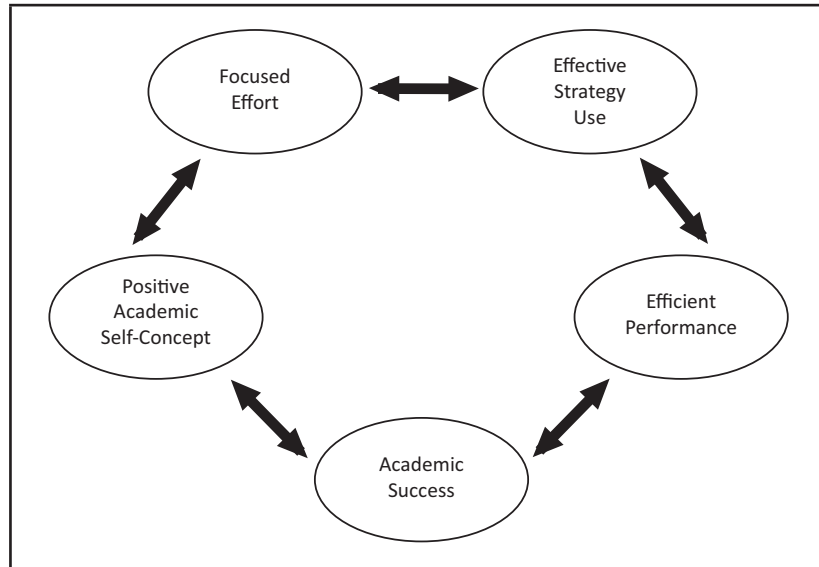 Focused
Effort
Effective
Strategy
Use
Positive
Academic
Self-Concept
Efficient
Performance
Academic
Success